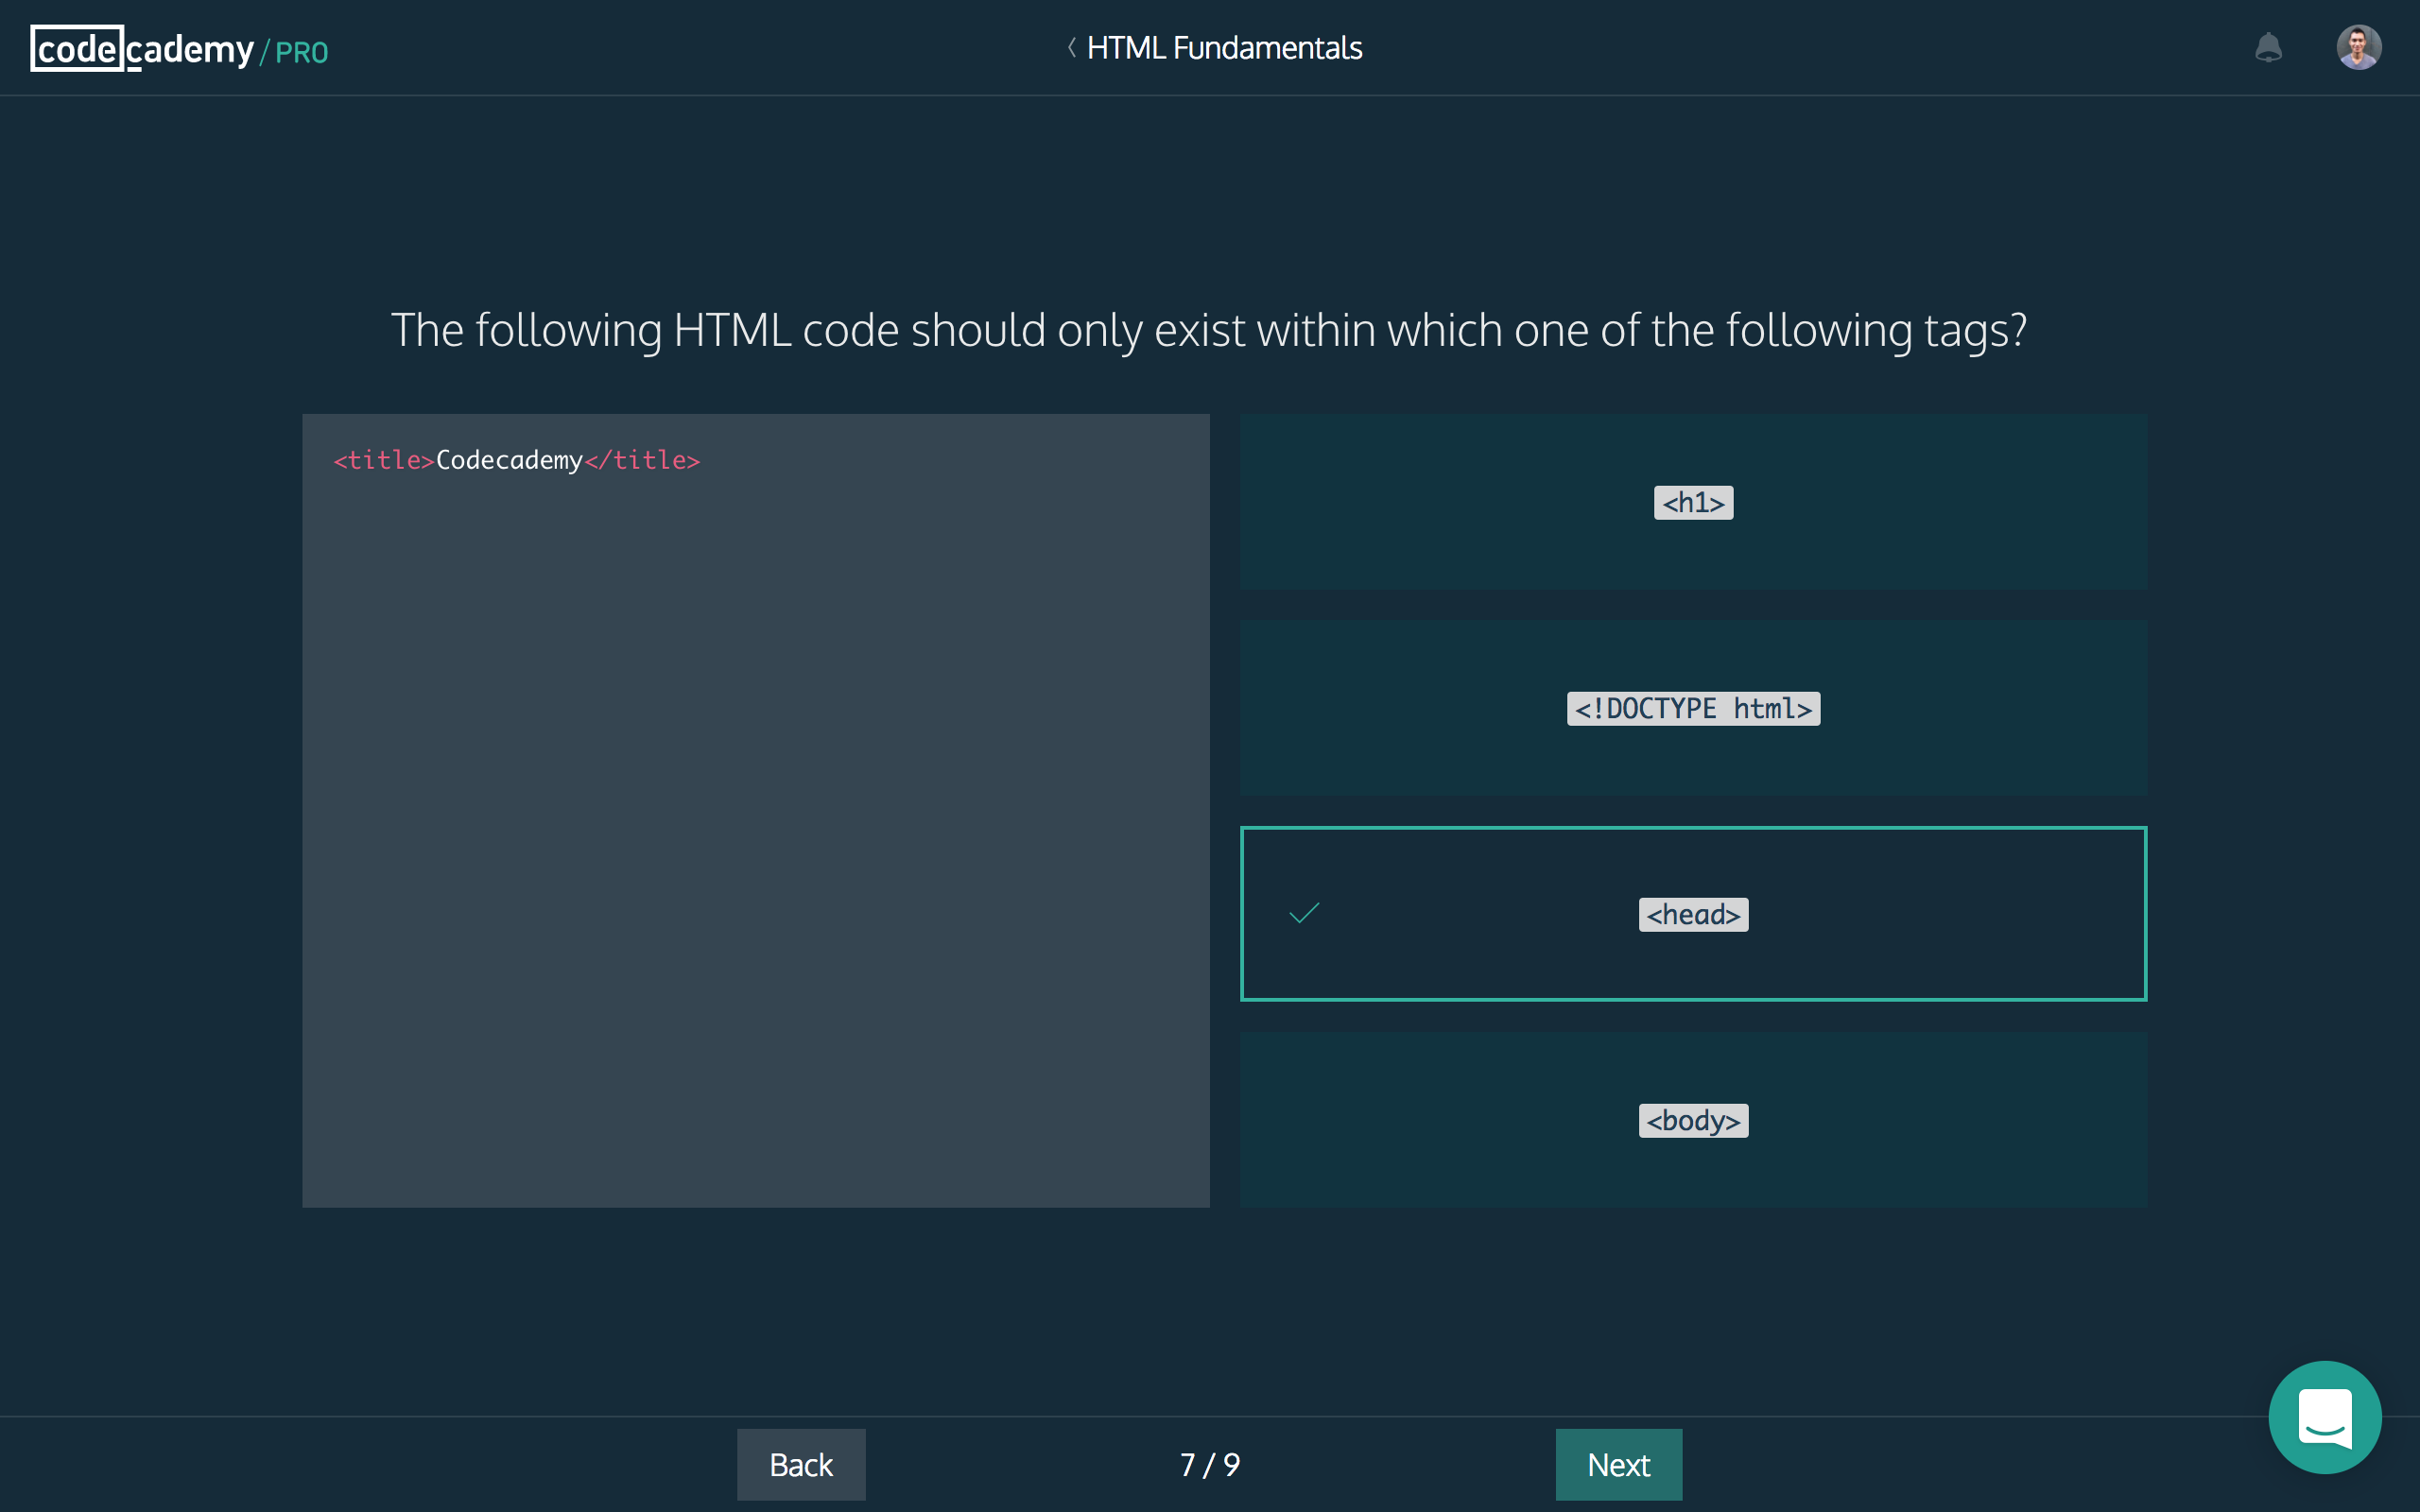 codecademy/PRO
‹ HTML Fundamentals
The following HTML code should only exist within which one of the following tags?
<title>Codecademy</title>
<h1>
<!DOCTYPE html>
<head>
<body>
Back
7 / 9
Next